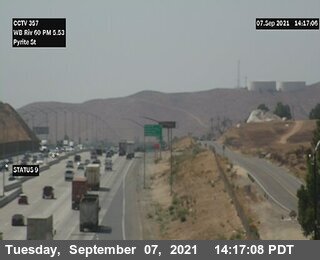 CCTV 357
WB Riv 60 PM 5.53
Pyrite St
07.Sep 2021 14:17:06
STATUS 9
Tuesday, September 07, 2021 14:17:08 PDT